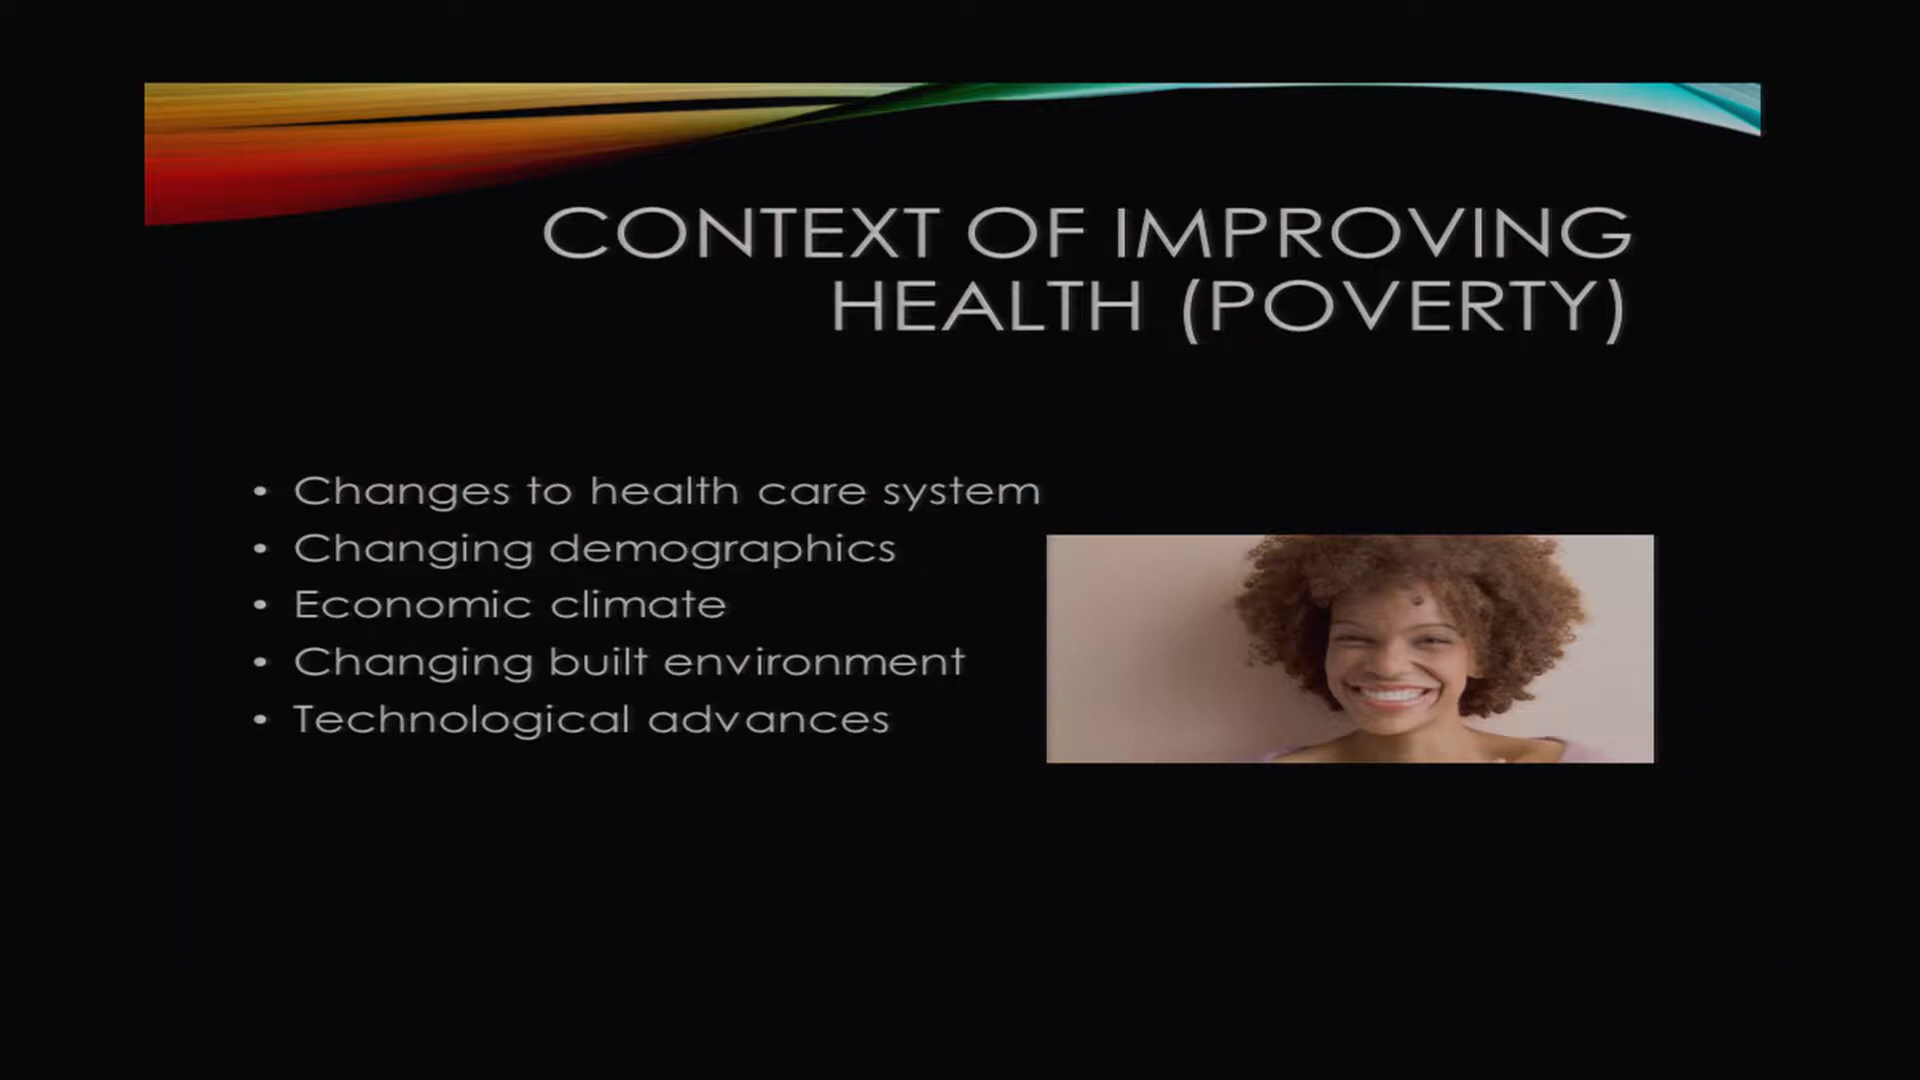 CONTEXT OF IMPROVING
HEALTH (POVERTY)
• Changes to health care system
• Changing demographics
• Economic climate
• Changing built environment
• Technological advances